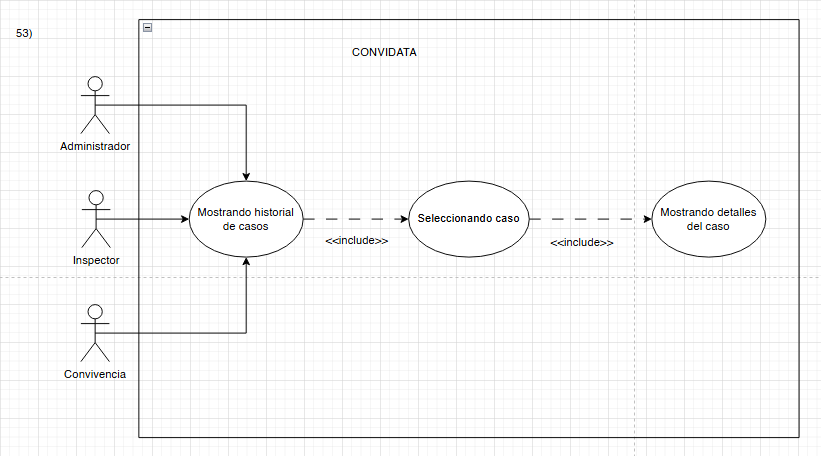 53)
CONVIDATA
Administrador
Mostrando historial
de casos
Seleccionando caso
Mostrando detalles
del caso
<<include>>
<<include>>
Inspector
Convivencia